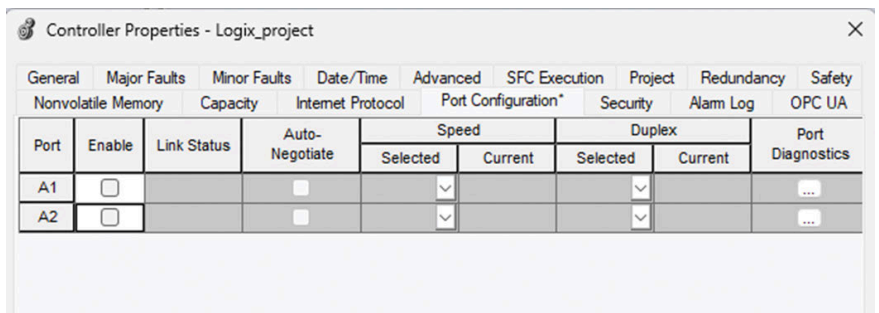 Controller Properties - Logix_project
General Major Faults Minor Faults Date/Time Advanced SFC Execution Project Redundancy Safety
Nonvolatile Memory Capacity Internet Protocol Port Configuration* Security Alarm Log OPC UA
Port Enable Link Status Auto-Negotiate Speed Duplex Port Diagnostics
Selected Current Selected Current
A1 ...
A2 ...